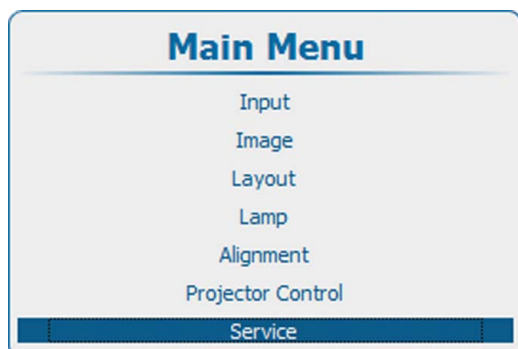 Main Menu
Input
Image
Layout
Lamp
Alignment
Projector Control
Service